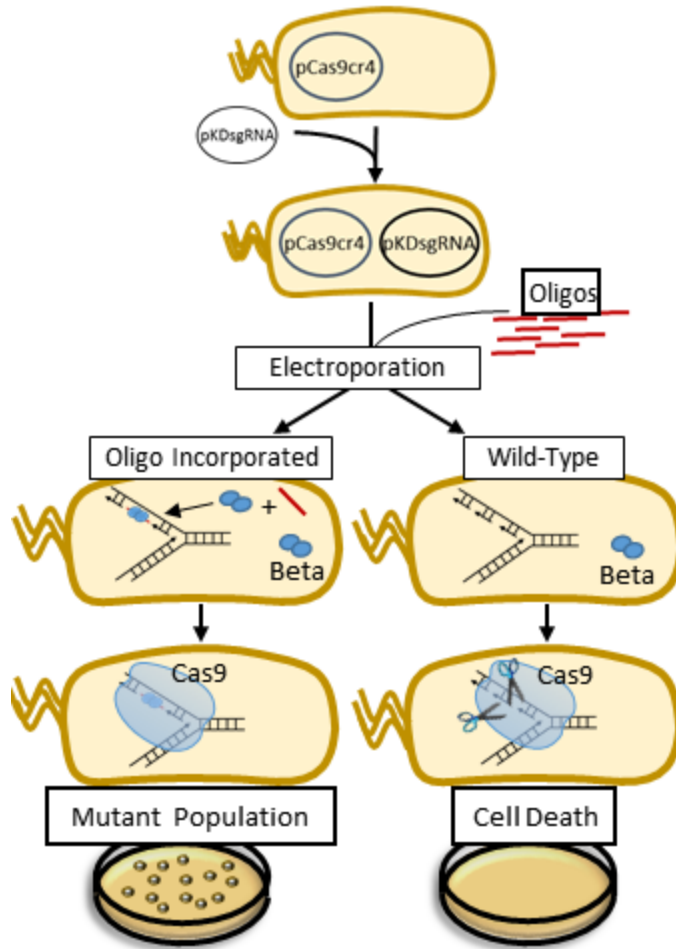 pCas9cr4
pKDsgRNA
pCas9cr4
pKDsgRNA
Oligos
Electroporation
Oligo Incorporated
Wild-Type
+
Beta
Beta
Cas9
Cas9
Mutant Population
Cell Death